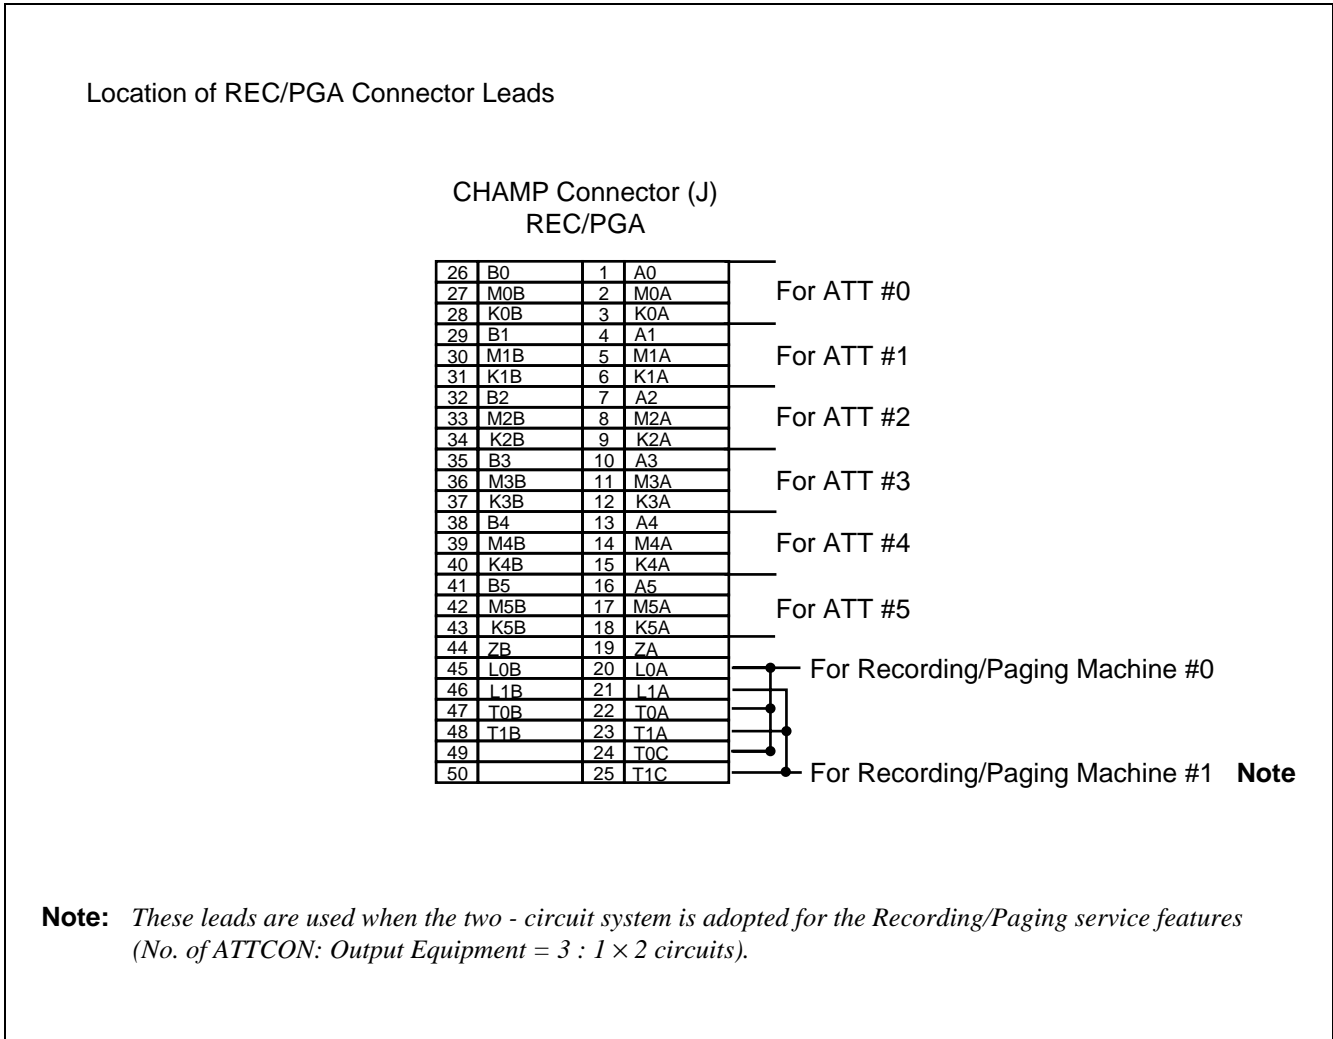 Location of REC/PGA Connector Leads
CHAMP Connector (J)
REC/PGA
26 B0 1 A0
27 M0B 2 M0A
28 K0B 3 K0A
For ATT #0
29 B1 4 A1
30 M1B 5 M1A
31 K1B 6 K1A
For ATT #1
32 B2 7 A2
33 M2B 8 M2A
34 K2B 9 K2A
For ATT #2
35 B3 10 A3
36 M3B 11 M3A
37 K3B 12 K3A
For ATT #3
38 B4 13 A4
39 M4B 14 M4A
40 K4B 15 K4A
For ATT #4
41 B5 16 A5
42 M5B 17 M5A
43 K5B 18 K5A
For ATT #5
44 ZB 19 ZA
45 L0B 20 L0A For Recording/Paging Machine #0
46 L1B 21 L1A
47 T0B 22 T0A
48 T1B 23 T1A
49 24 T0C
50 25 T1C For Recording/Paging Machine #1 Note
Note: These leads are used when the two - circuit system is adopted for the Recording/Paging service features
(No. of ATTCON: Output Equipment = 3 : 1 × 2 circuits).